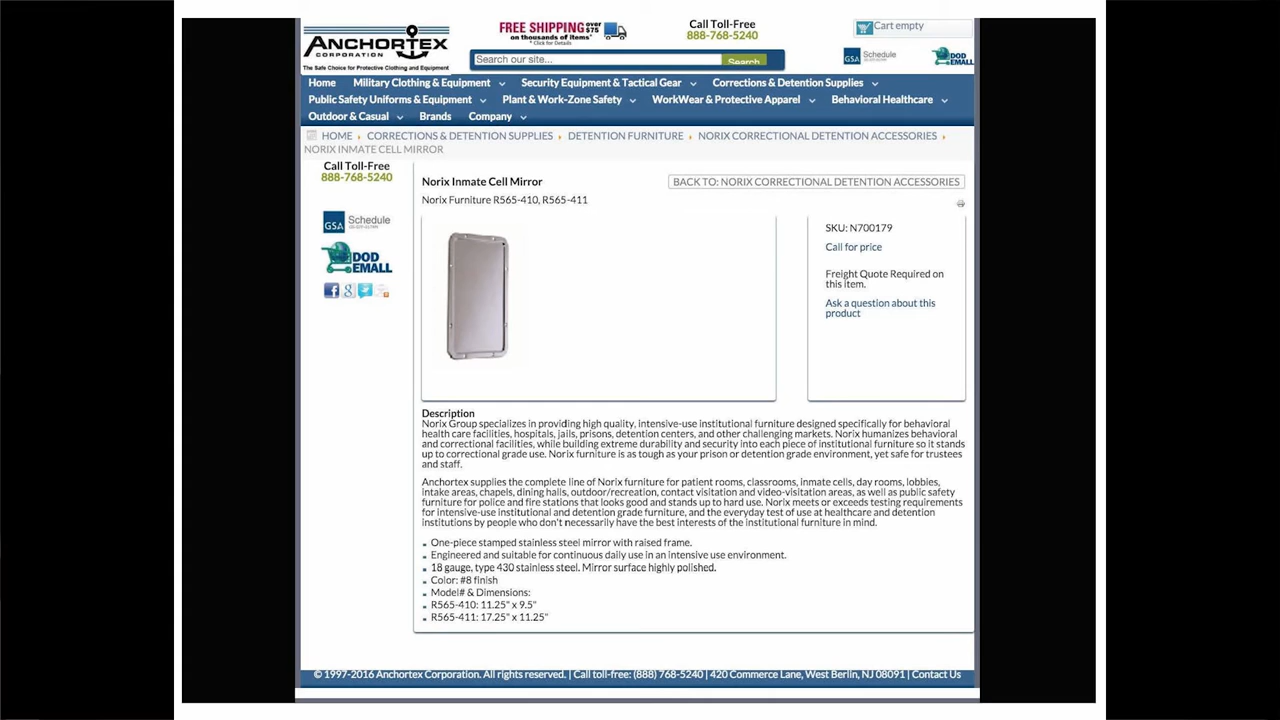 ANCHORTEX
CORPORATION
The Safe Choice for Protective Clothing and Equipment
FREE SHIPPING over $75
on thousands of items*
* Click for Details
Call Toll-Free
888-768-5240
Cart empty
Search our site...
Search
GSA Schedule
DOD EMALL
Home Military Clothing & Equipment Security Equipment & Tactical Gear Corrections & Detention Supplies
Public Safety Uniforms & Equipment Plant & Work-Zone Safety WorkWear & Protective Apparel Behavioral Healthcare
Outdoor & Casual Brands Company
HOME CORRECTIONS & DETENTION SUPPLIES DETENTION FURNITURE NORIX CORRECTIONAL DETENTION ACCESSORIES
NORIX INMATE CELL MIRROR
Call Toll-Free
888-768-5240
GSA Schedule
DOD
EMALL
Norix Inmate Cell Mirror
BACK TO: NORIX CORRECTIONAL DETENTION ACCESSORIES
Norix Furniture R565-410, R565-411
SKU: N700179
Call for price
Freight Quote Required on
this item.
Ask a question about this
product
Description
Norix Group specializes in providing high quality, intensive-use institutional furniture designed specifically for behavioral
health care facilities, hospitals, jails, prisons, detention centers, and other challenging markets. Norix humanizes behavioral
and correctional facilities, while building extreme durability and security into each piece of institutional furniture so it stands
up to correctional grade use. Norix furniture is as tough as your prison or detention grade environment, yet safe for trustees
and staff.
Anchortex supplies the complete line of Norix furniture for patient rooms, classrooms, inmate cells, day rooms, lobbies,
intake areas, chapels, dining halls, outdoor/recreation, contact visitation and video-visitation areas, as well as public safety
furniture for police and fire stations that looks good and stands up to hard use. Norix meets or exceeds testing requirements
for intensive-use institutional and detention grade furniture, and the everyday test of use at healthcare and detention
institutions by people who don't necessarily have the best interests of the institutional furniture in mind.
One-piece stamped stainless steel mirror with raised frame.
Engineered and suitable for continuous daily use in an intensive use environment.
18 gauge, type 430 stainless steel. Mirror surface highly polished.
Color: #8 finish
Model# & Dimensions:
R565-410: 11.25" x 9.5"
R565-411: 17.25" x 11.25"
© 1997-2016 Anchortex Corporation. All rights reserved. | Call toll-free: (888) 768-5240 | 420 Commerce Lane, West Berlin, NJ 08091 | Contact Us